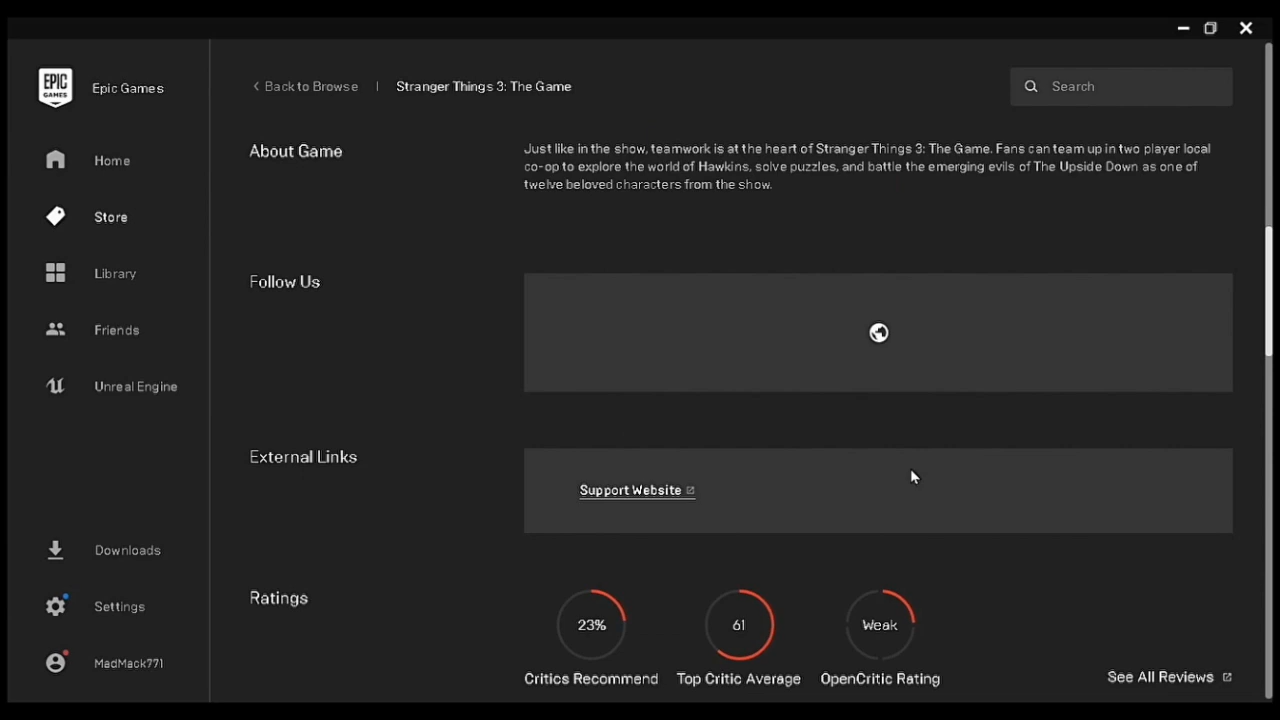 EPIC GAMES
Epic Games
Home
Store
Library
Friends
Unreal Engine
Downloads
Settings
MadMack771
Back to Browse | Stranger Things 3: The Game
Search
About Game
Just like in the show, teamwork is at the heart of Stranger Things 3: The Game. Fans can team up in two player local
co-op to explore the world of Hawkins, solve puzzles, and battle the emerging evils of The Upside Down as one of
twelve beloved characters from the show.
Follow Us
External Links
Support Website
Ratings
23%
Critics Recommend
61
Top Critic Average
Weak
OpenCritic Rating
See All Reviews